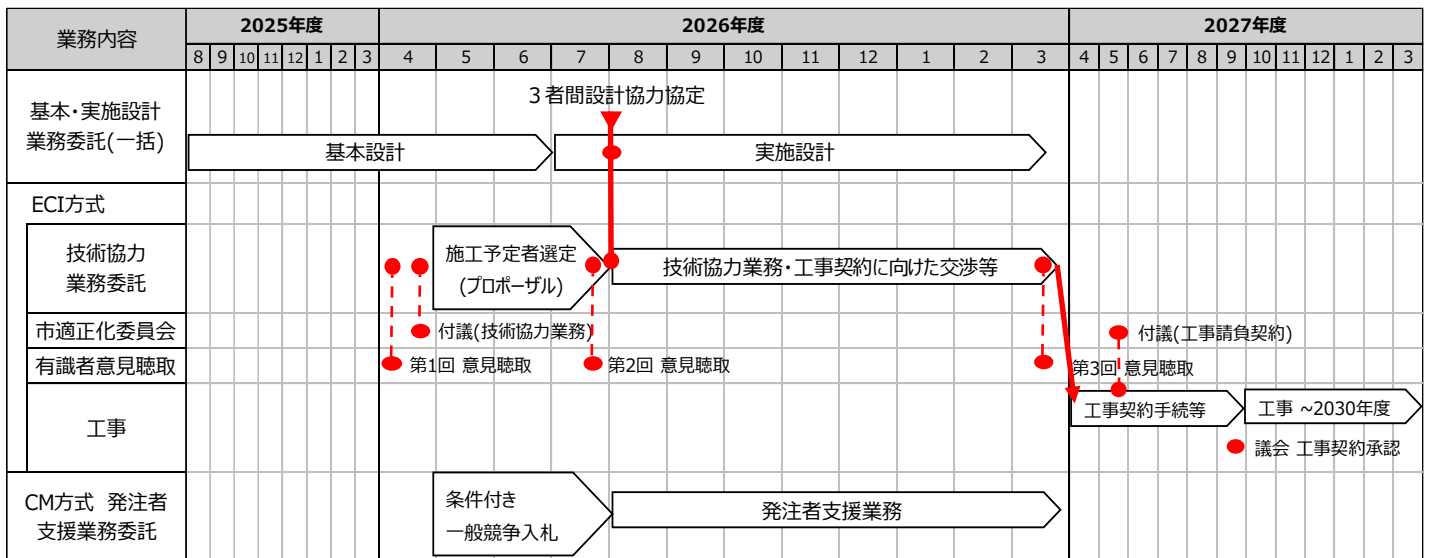 業務内容
2025年度
2026年度
2027年度
8 9 10 11 12 1 2 3 4 5 6 7 8 9 10 11 12 1 2 3 4 5 6 7 8 9 10 11 12 1 2 3
基本・実施設計
業務委託(一括)
3者間設計協力協定
基本設計
実施設計
ECI方式
技術協力
業務委託
施工予定者選定
(プロポーザル)
技術協力業務・工事契約に向けた交渉等
市適正化委員会
付議(技術協力業務)
付議(工事請負契約)
有識者意見聴取
第1回 意見聴取
第2回 意見聴取
第3回 意見聴取
工事
工事契約手続等
工事 ~2030年度
議会 工事契約承認
CM方式 発注者
支援業務委託
条件付き
一般競争入札
発注者支援業務